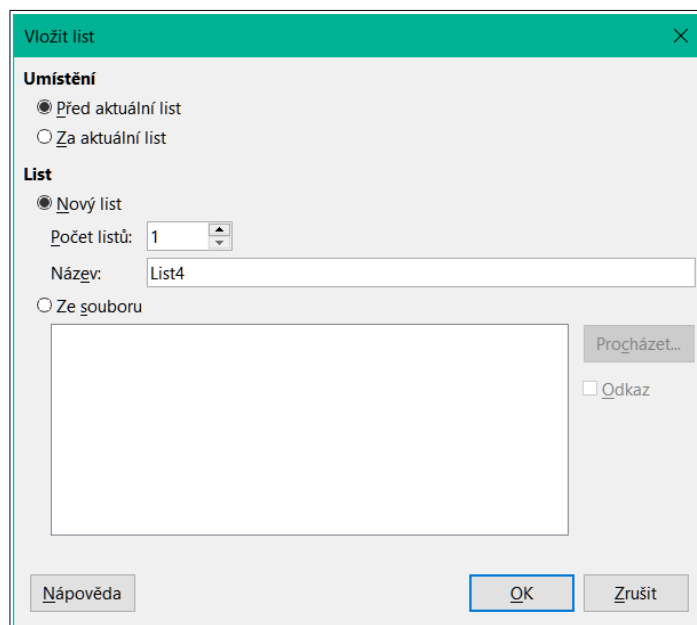 Vložit list
Umístění
Před aktuální list
Za aktuální list
List
Nový list
Počet listů: 1
Název: List4
Ze souboru
Procházet...
Odkaz
Nápověda OK Zrušit